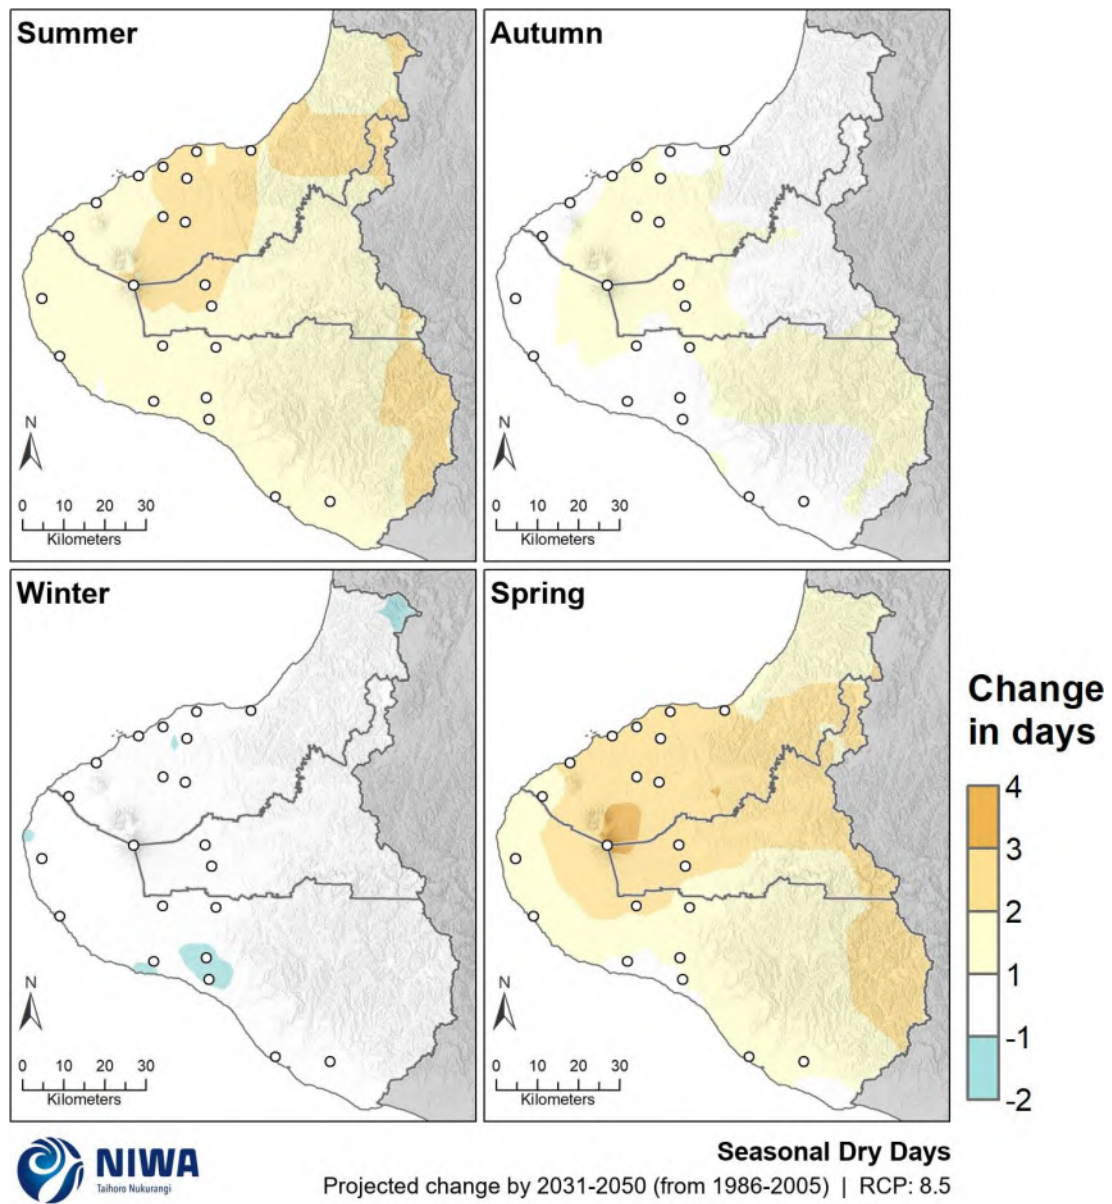 Summer
N
0 10 20 30
Kilometers
Autumn
N
0 10 20 30
Kilometers
Winter
N
0 10 20 30
Kilometers
Spring
N
0 10 20 30
Kilometers
Change
in days
4
3
2
1
-1
-2
NIWA
Taihoro Nukurangi
Seasonal Dry Days
Projected change by 2031-2050 (from 1986-2005) | RCP: 8.5